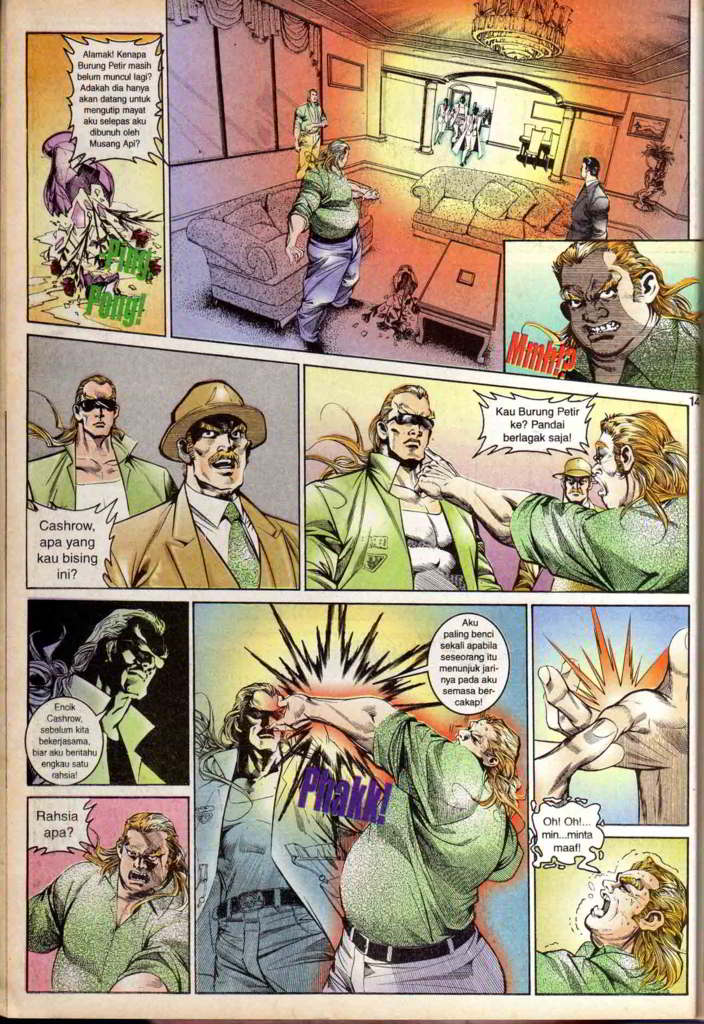 Alamak! Kenapa
Burung Petir masih
belum muncul lagi?
Adakah dia hanya
akan datang untuk
mengutip mayat
aku selepas aku
dibunuh oleh
Musang Api?
Ping
Pong!
Mmh!?
14
Cashrow,
apa yang
kau bising
ini?
Kau Burung Petir
ke? Pandai
berlagak saja!
Encik
Cashrow,
sebelum kita
bekerjasama,
biar aku beritahu
engkau satu
rahsia!
Rahsia
apa?
Aku
paling benci
sekali apabila
seseorang itu
menunjuk jari-
nya pada aku
semasa ber-
cakap!
Phakk!
Oh! Oh!...
min...minta
maaf!